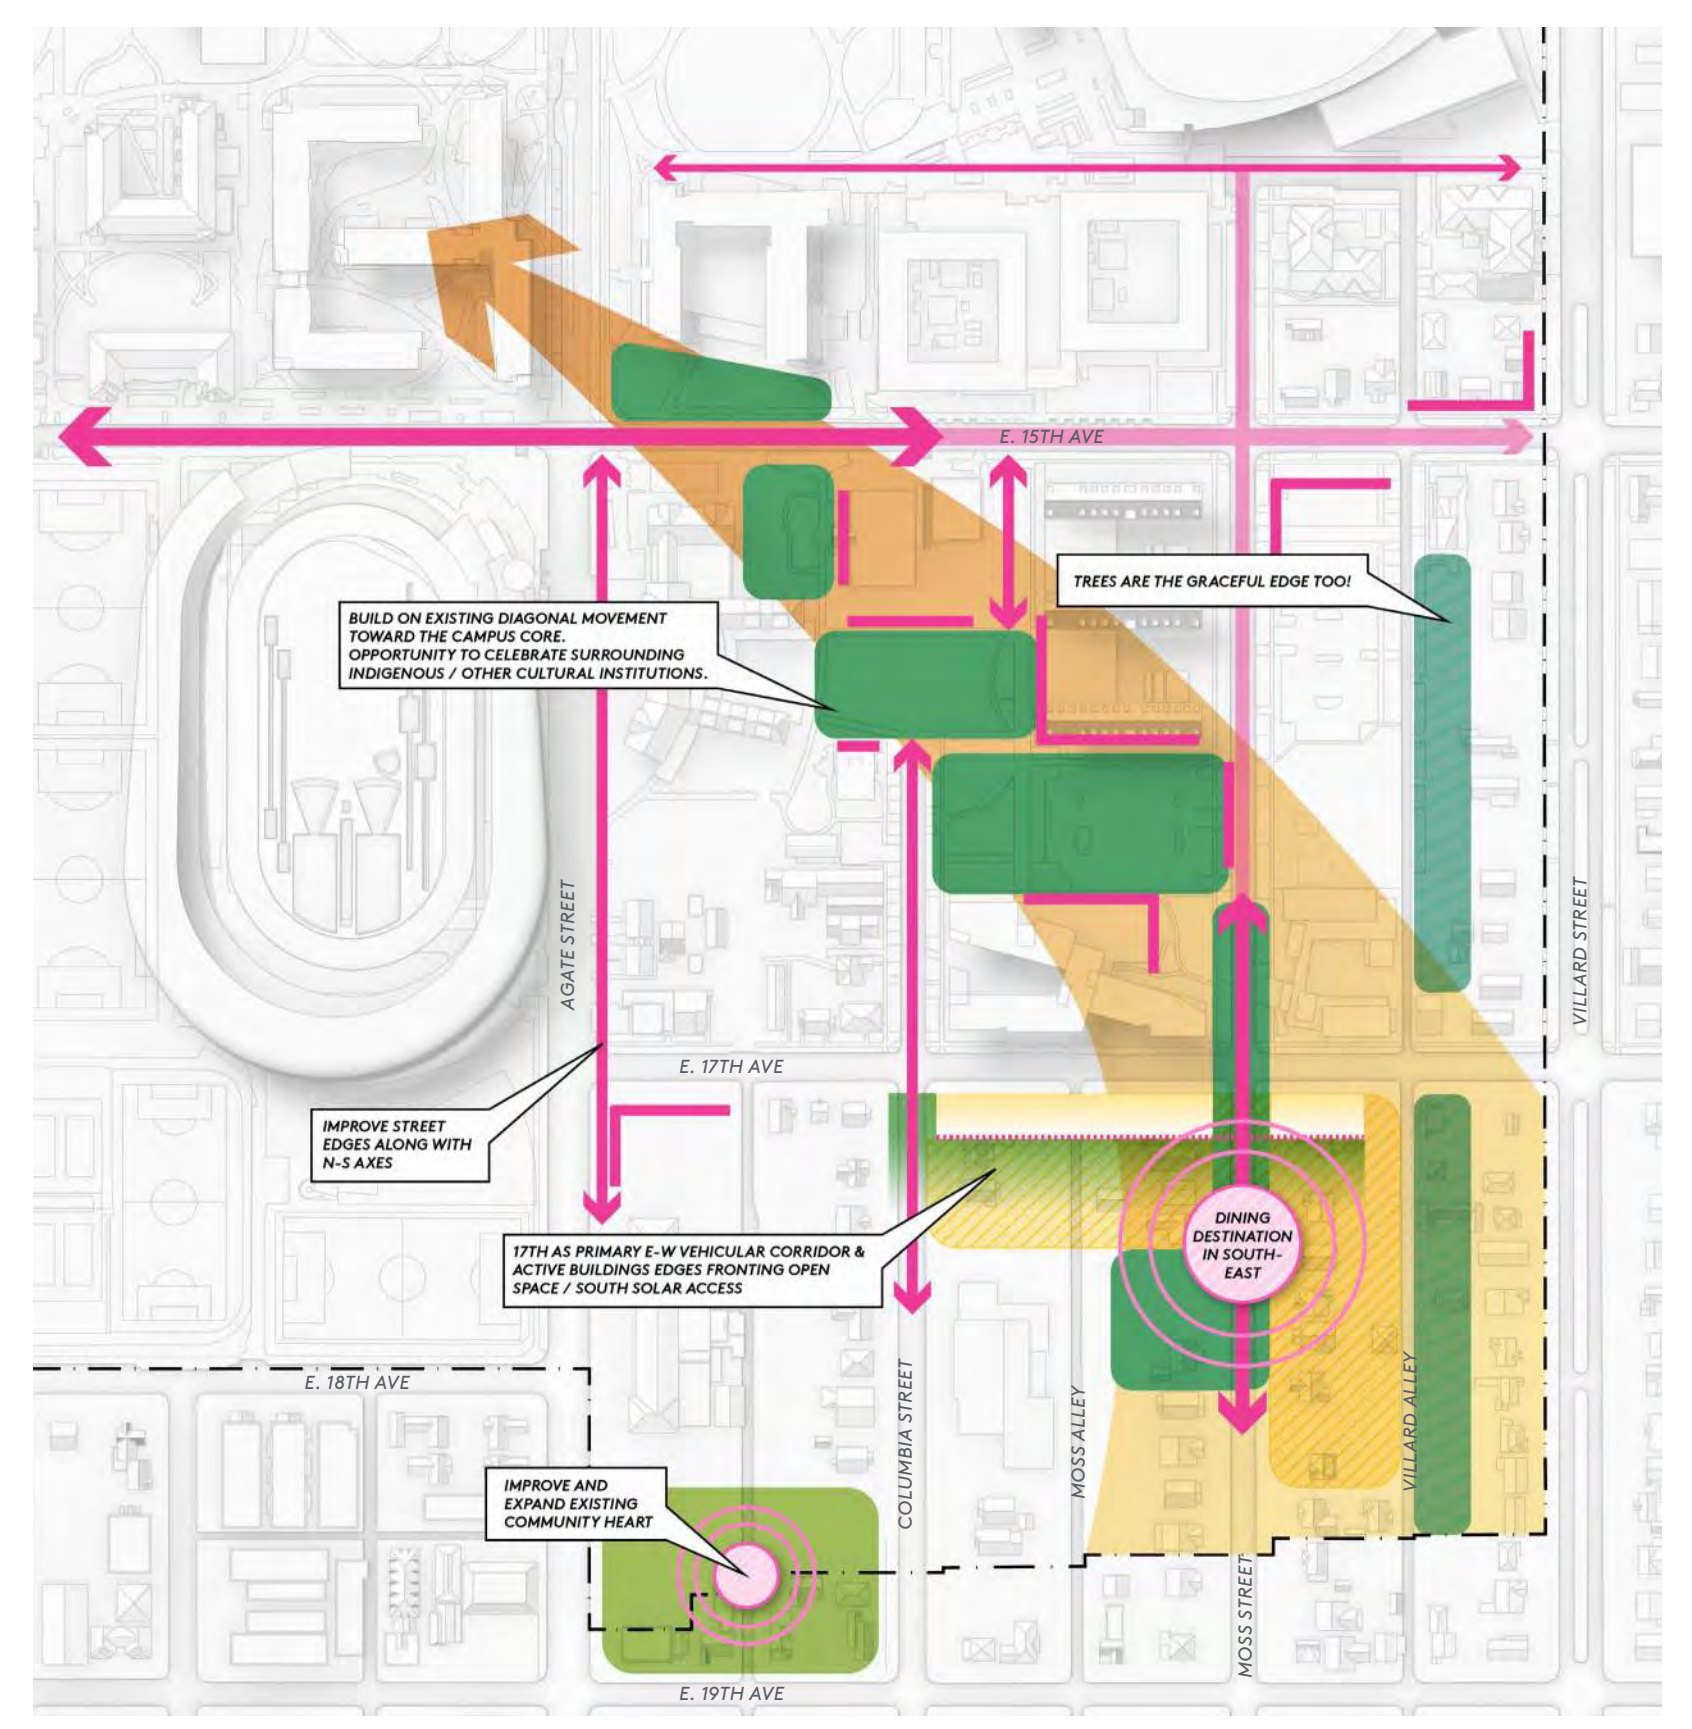 E. 15TH AVE
TREES ARE THE GRACEFUL EDGE TOO!
BUILD ON EXISTING DIAGONAL MOVEMENT
TOWARD THE CAMPUS CORE.
OPPORTUNITY TO CELEBRATE SURROUNDING
INDIGENOUS / OTHER CULTURAL INSTITUTIONS.
AGATE STREET
VILLARD STREET
E. 17TH AVE
IMPROVE STREET
EDGES ALONG WITH
N-S AXES
17TH AS PRIMARY E-W VEHICULAR CORRIDOR &
ACTIVE BUILDINGS EDGES FRONTING OPEN
SPACE / SOUTH SOLAR ACCESS
DINING
DESTINATION
IN SOUTH-
EAST
E. 18TH AVE
COLUMBIA STREET
MOSS ALLEY
VILLARD ALLEY
IMPROVE AND
EXPAND EXISTING
COMMUNITY HEART
MOSS STREET
E. 19TH AVE